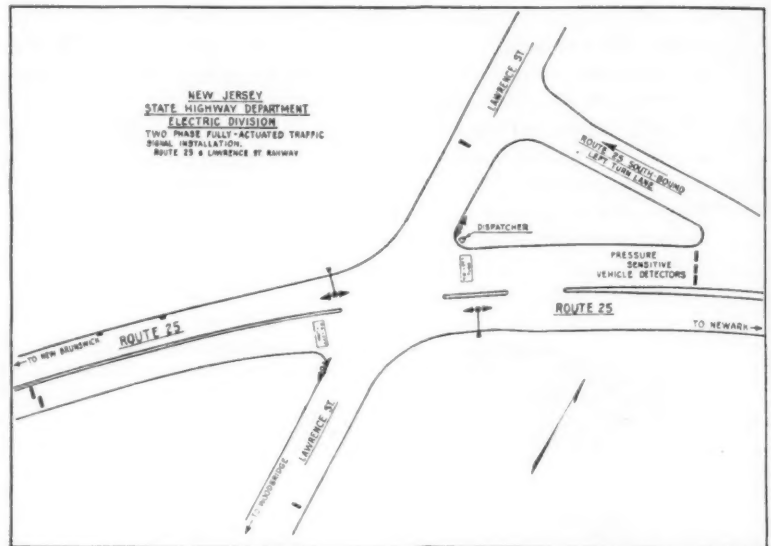 NEW JERSEY
STATE HIGHWAY DEPARTMENT
ELECTRIC DIVISION
TWO PHASE FULLY-ACTUATED TRAFFIC
SIGNAL INSTALLATION.
ROUTE 25 & LAWRENCE ST RAHWAY
LAWRENCE ST
ROUTE 25 SOUTH BOUND
LEFT TURN LANE
DISPATCHER
PRESSURE
SENSITIVE
VEHICLE DETECTORS
ROUTE 25
TO NEWARK
ROUTE 25
TO NEW BRUNSWICK
LAWRENCE ST.
TO WOODBRIDGE